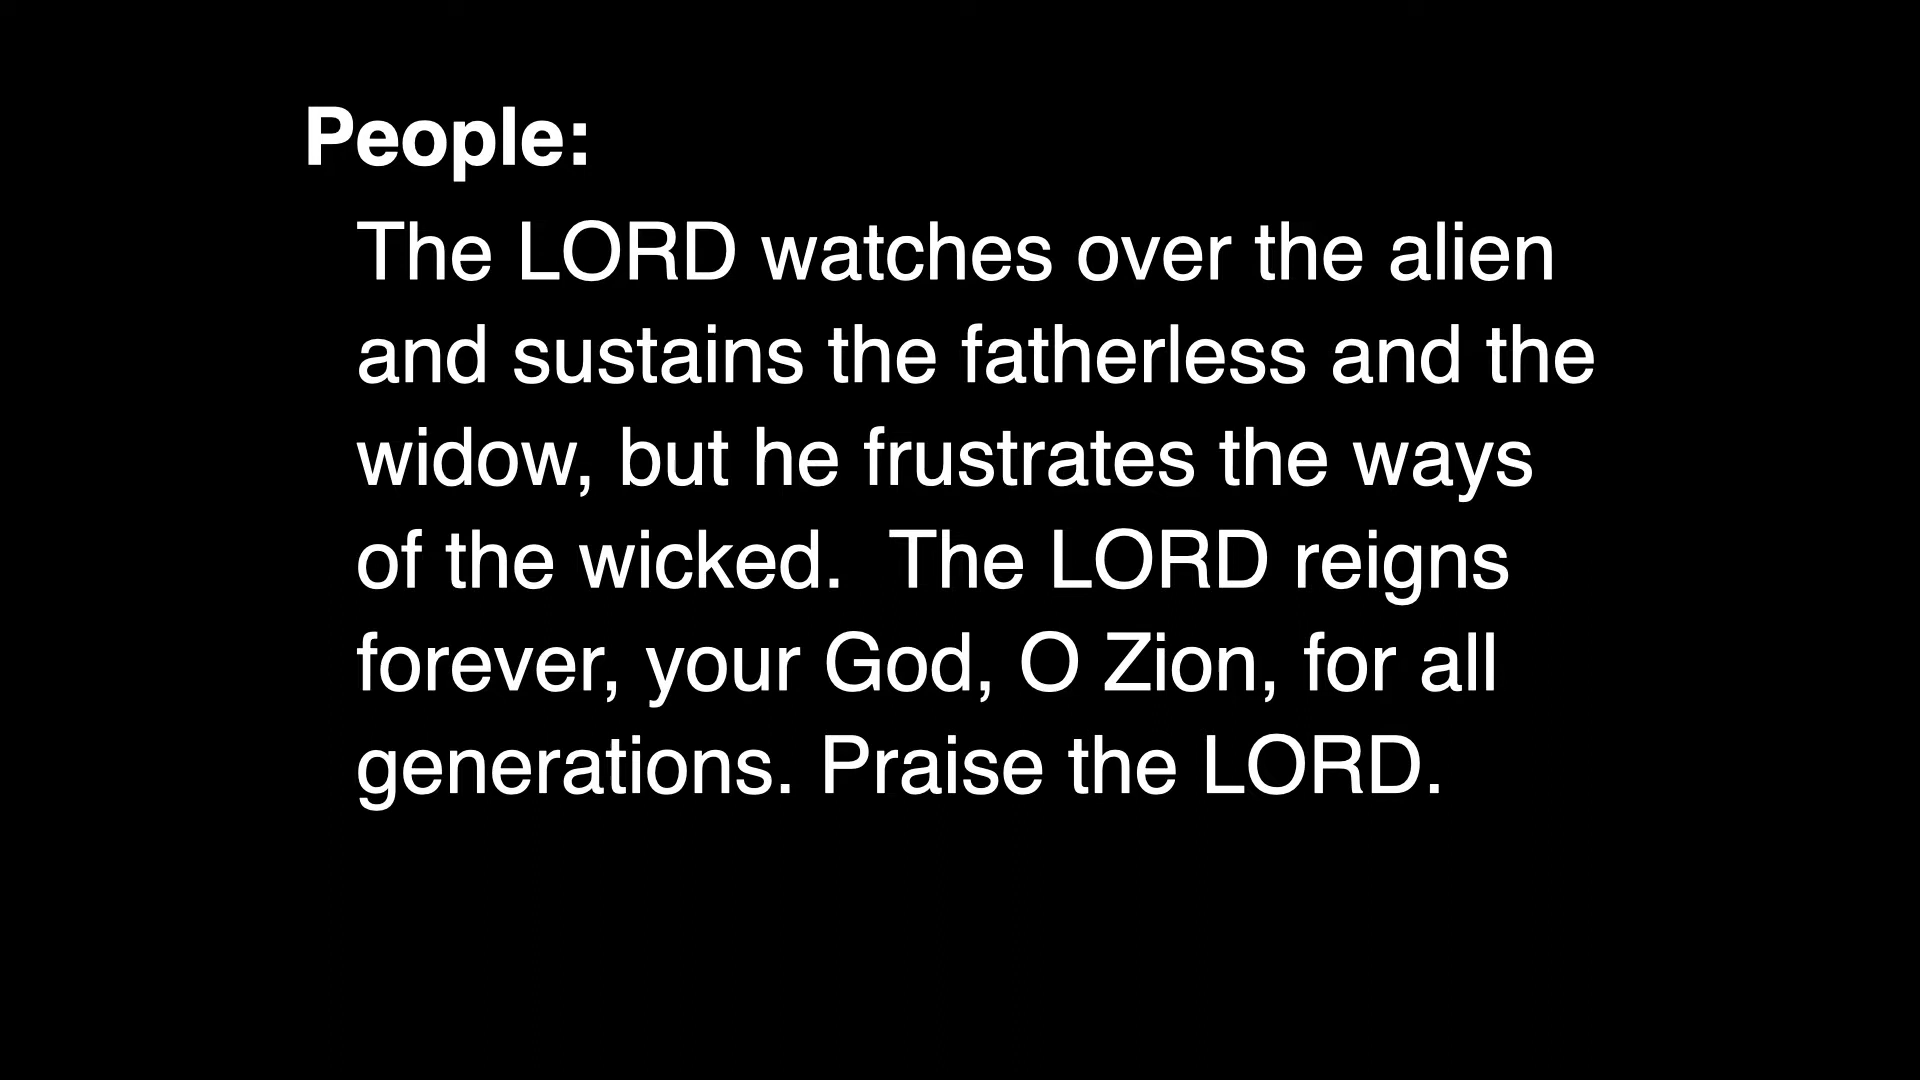 People:
The LORD watches over the alien
and sustains the fatherless and the
widow, but he frustrates the ways
of the wicked.  The LORD reigns
forever, your God, O Zion, for all
generations. Praise the LORD.